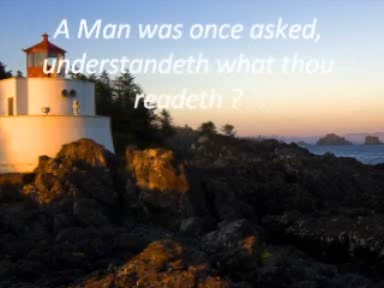 A Man was once asked,
understandeth what thou
readeth ?